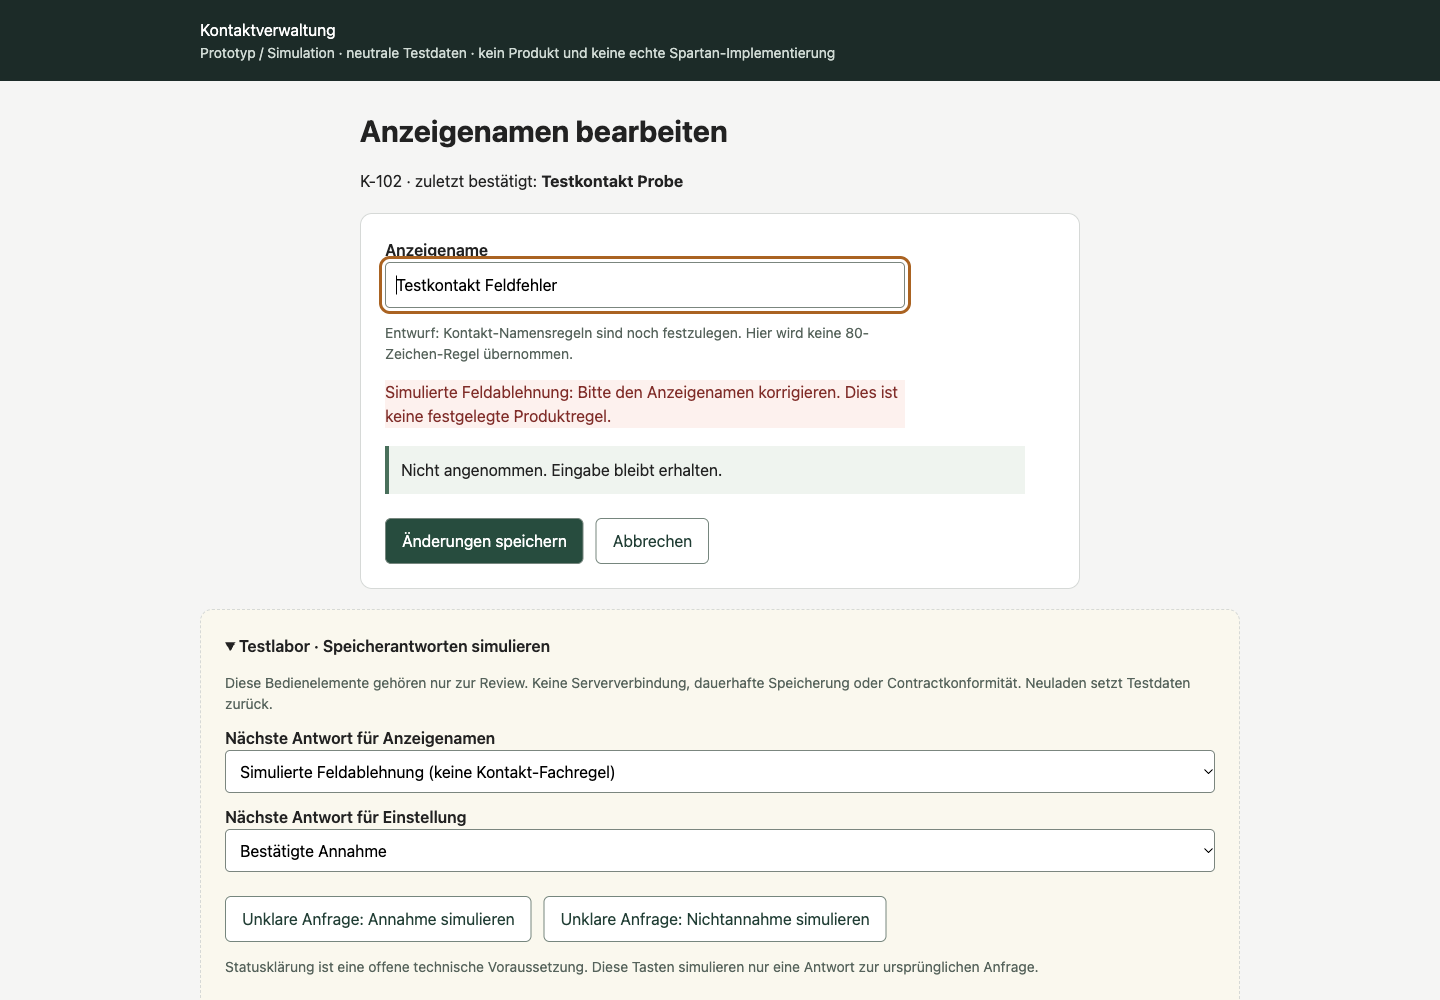 Kontaktverwaltung
Prototyp / Simulation · neutrale Testdaten · kein Produkt und keine echte Spartan-Implementierung
Anzeigenamen bearbeiten
K-102 · zuletzt bestätigt: Testkontakt Probe
Anzeigename
Testkontakt Feldfehler
Entwurf: Kontakt-Namensregeln sind noch festzulegen. Hier wird keine 80-
Zeichen-Regel übernommen.
Simulierte Feldablehnung: Bitte den Anzeigenamen korrigieren. Dies ist
keine festgelegte Produktregel.
Nicht angenommen. Eingabe bleibt erhalten.
Änderungen speichern
Abbrechen
Testlabor · Speicherantworten simulieren
Diese Bedienelemente gehören nur zur Review. Keine Serververbindung, dauerhafte Speicherung oder Contractkonformität. Neuladen setzt Testdaten
zurück.
Nächste Antwort für Anzeigenamen
Simulierte Feldablehnung (keine Kontakt-Fachregel)
Nächste Antwort für Einstellung
Bestätigte Annahme
Unklare Anfrage: Annahme simulieren
Unklare Anfrage: Nichtannahme simulieren
Statusklärung ist eine offene technische Voraussetzung. Diese Tasten simulieren nur eine Antwort zur ursprünglichen Anfrage.